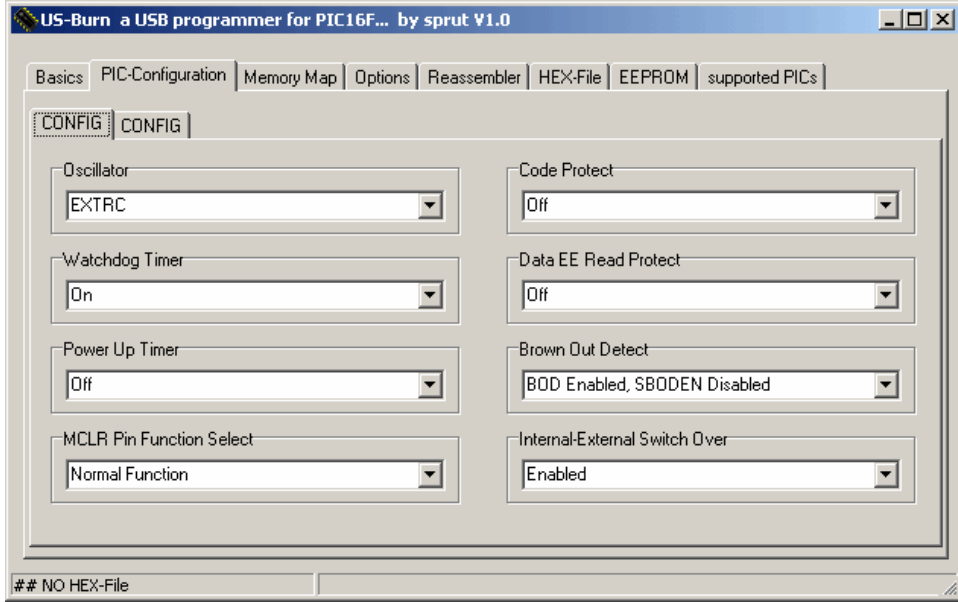 US-Burn a USB programmer for PIC16F... by sprut V1.0
Basics PIC-Configuration Memory Map Options Reassembler HEX-File EEPROM supported PICs
CONFIG CONFIG
Oscillator
EXTRC
Code Protect
Off
Watchdog Timer
On
Data EE Read Protect
Off
Power Up Timer
Off
Brown Out Detect
BOD Enabled, SBODEN Disabled
MCLR Pin Function Select
Normal Function
Internal-External Switch Over
Enabled
## NO HEX-File